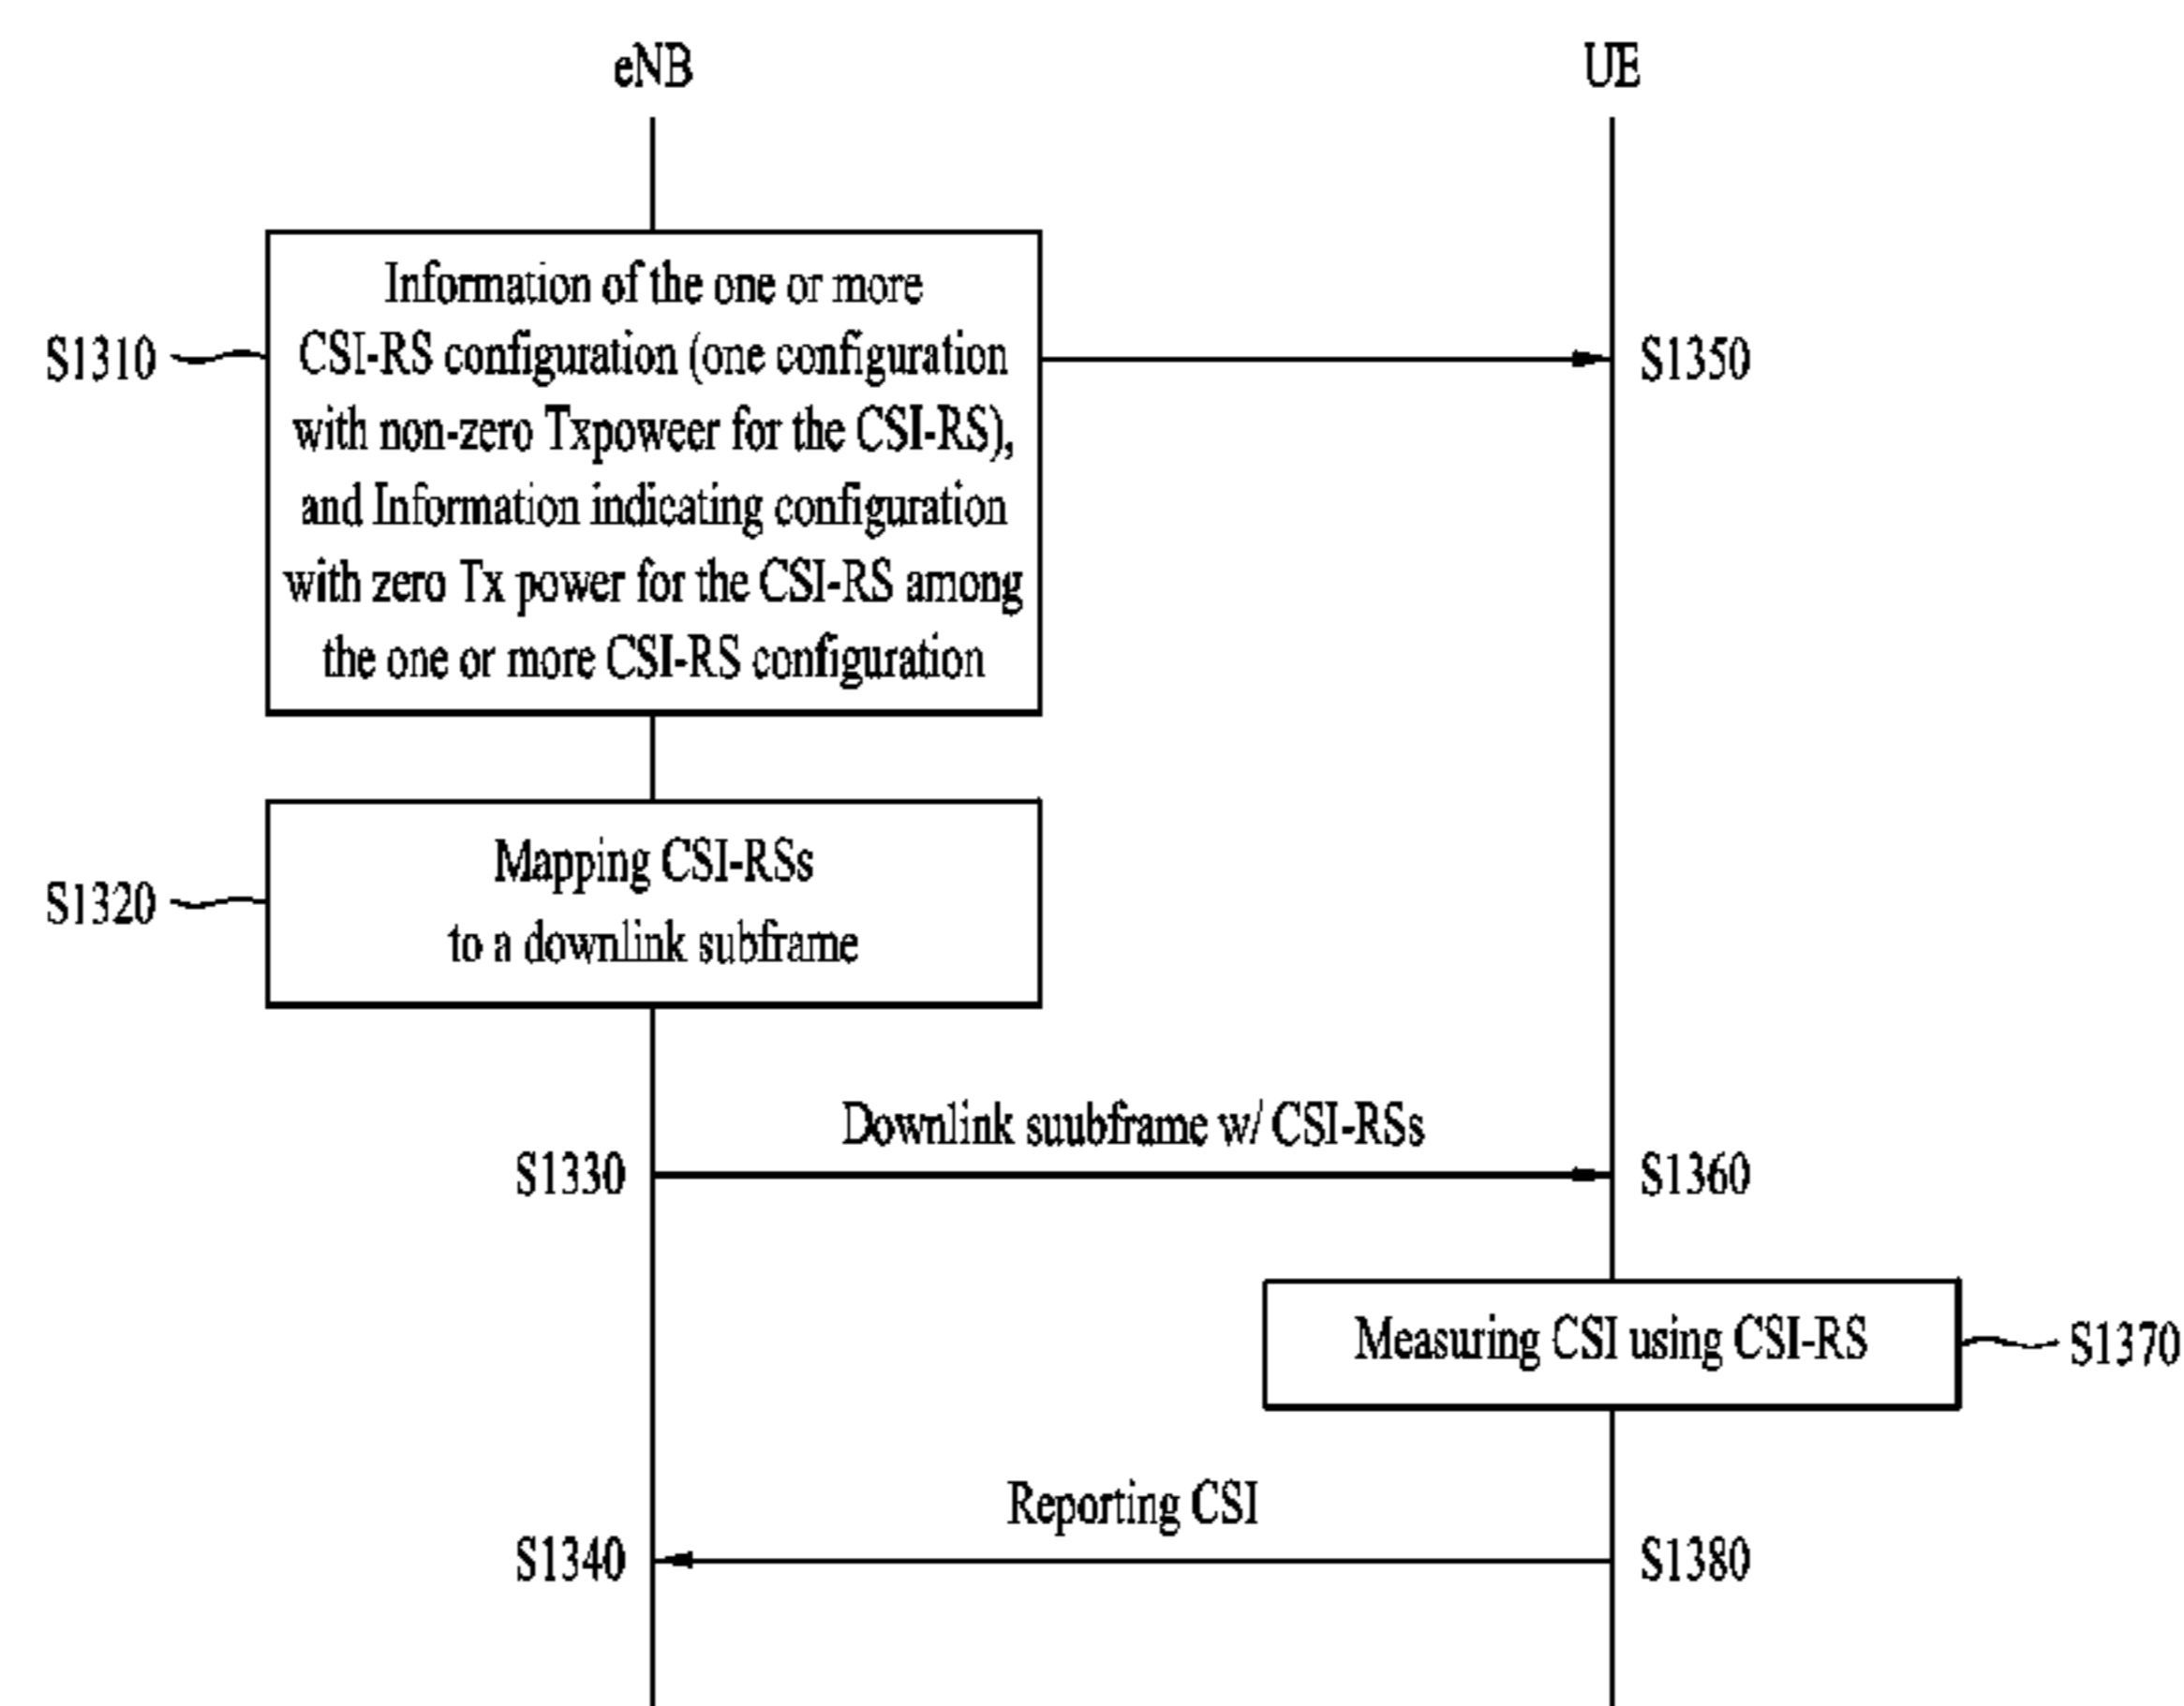 eNB
UE
Information of the one or more
CSI-RS configuration (one configuration
with non-zero Txpoweer for the CSI-RS),
and Information indicating configuration
with zero Tx power for the CSI-RS among
the one or more CSI-RS configuration
S1310
S1350
Mapping CSI-RSs
to a downlink subframe
S1320
Downlink suubframe w/ CSI-RSs
S1330
S1360
Measuring CSI using CSI-RS
S1370
Reporting CSI
S1340
S1380